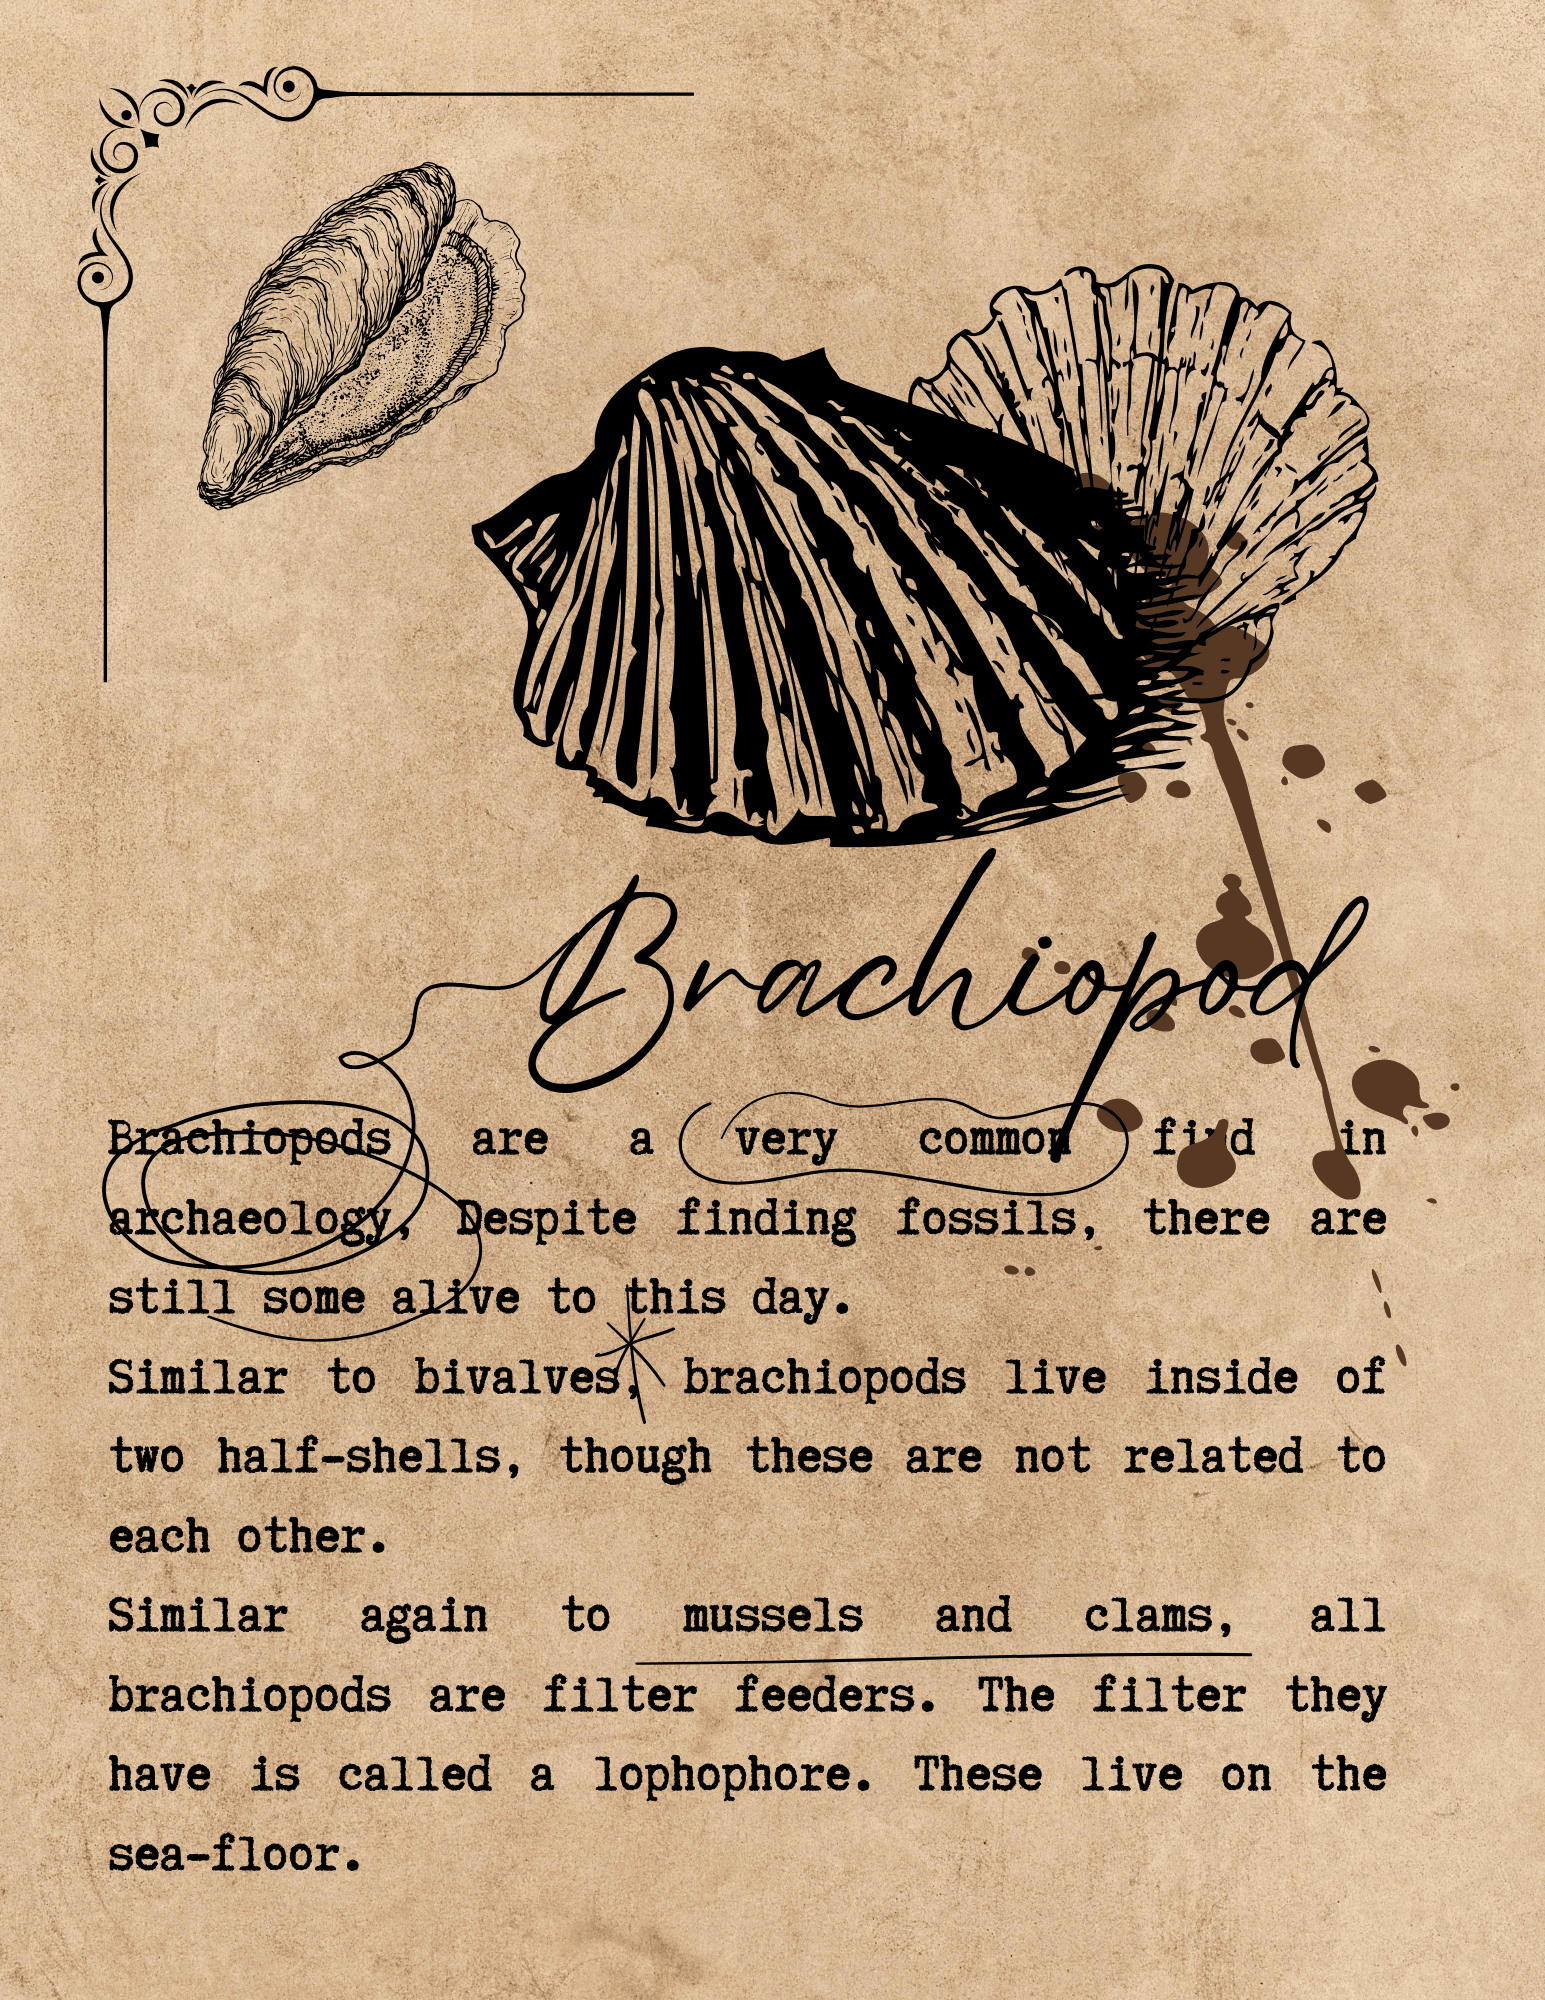 Brachiopod
Brachiopods are a very common find in
archaeology, Despite finding fossils, there are
still some alive to this day.
Similar to bivalves, brachiopods live inside of
two half-shells, though these are not related to
each other.
Similar again to mussels and clams, all
brachiopods are filter feeders. The filter they
have is called a lophophore. These live on the
sea-floor.